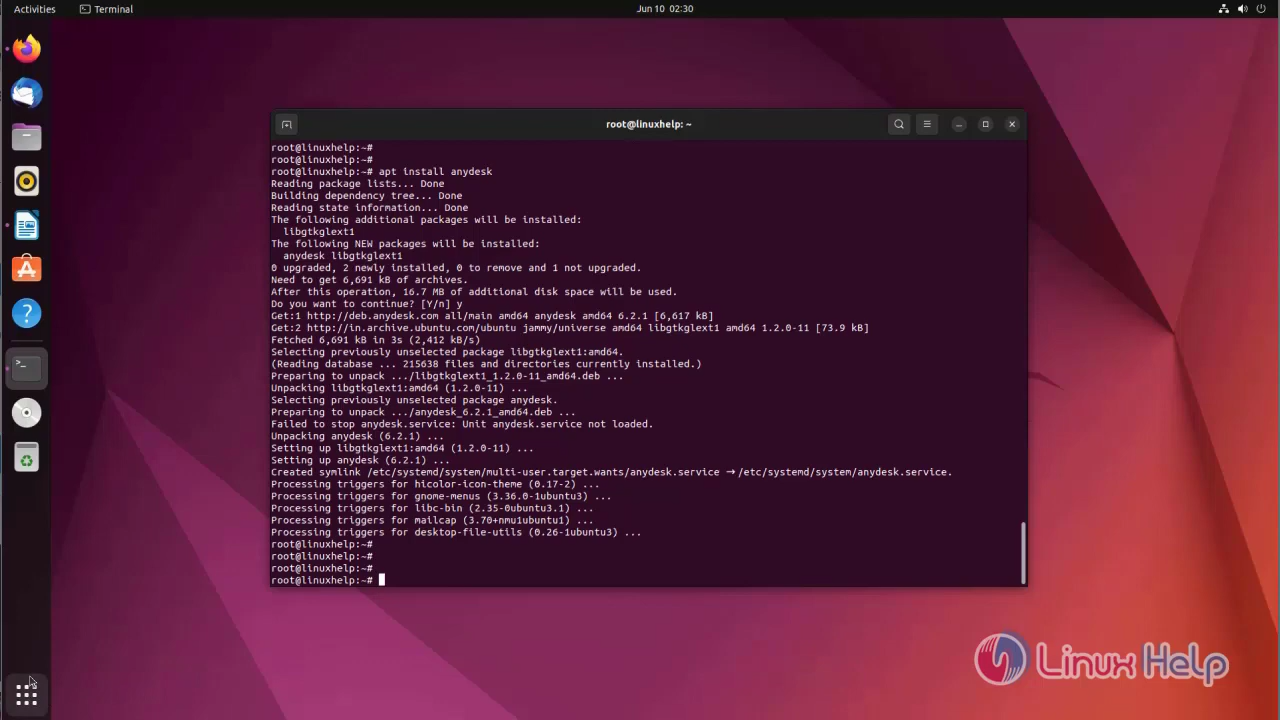 Activities
Terminal
Jun 10 02:30
root@linuxhelp: ~
root@linuxhelp:~#
root@linuxhelp:~#
root@linuxhelp:~# apt install anydesk
Reading package lists... Done
Building dependency tree... Done
Reading state information... Done
The following additional packages will be installed:
  libgtkglext1
The following NEW packages will be installed:
  anydesk libgtkglext1
0 upgraded, 2 newly installed, 0 to remove and 1 not upgraded.
Need to get 6,691 kB of archives.
After this operation, 16.7 MB of additional disk space will be used.
Do you want to continue? [Y/n] y
Get:1 http://deb.anydesk.com all/main amd64 anydesk amd64 6.2.1 [6,617 kB]
Get:2 http://in.archive.ubuntu.com/ubuntu jammy/universe amd64 libgtkglext1 amd64 1.2.0-11 [73.9 kB]
Fetched 6,691 kB in 3s (2,412 kB/s)
Selecting previously unselected package libgtkglext1:amd64.
(Reading database ... 215638 files and directories currently installed.)
Preparing to unpack .../libgtkglext1_1.2.0-11_amd64.deb ...
Unpacking libgtkglext1:amd64 (1.2.0-11) ...
Selecting previously unselected package anydesk.
Preparing to unpack .../anydesk_6.2.1_amd64.deb ...
Failed to stop anydesk.service: Unit anydesk.service not loaded.
Unpacking anydesk (6.2.1) ...
Setting up libgtkglext1:amd64 (1.2.0-11) ...
Setting up anydesk (6.2.1) ...
Created symlink /etc/systemd/system/multi-user.target.wants/anydesk.service → /etc/systemd/system/anydesk.service.
Processing triggers for hicolor-icon-theme (0.17-2) ...
Processing triggers for gnome-menus (3.36.0-1ubuntu3) ...
Processing triggers for libc-bin (2.35-0ubuntu3.1) ...
Processing triggers for mailcap (3.70+nmu1ubuntu1) ...
Processing triggers for desktop-file-utils (0.26-1ubuntu3) ...
root@linuxhelp:~#
root@linuxhelp:~#
root@linuxhelp:~#
root@linuxhelp:~#
Linux Help